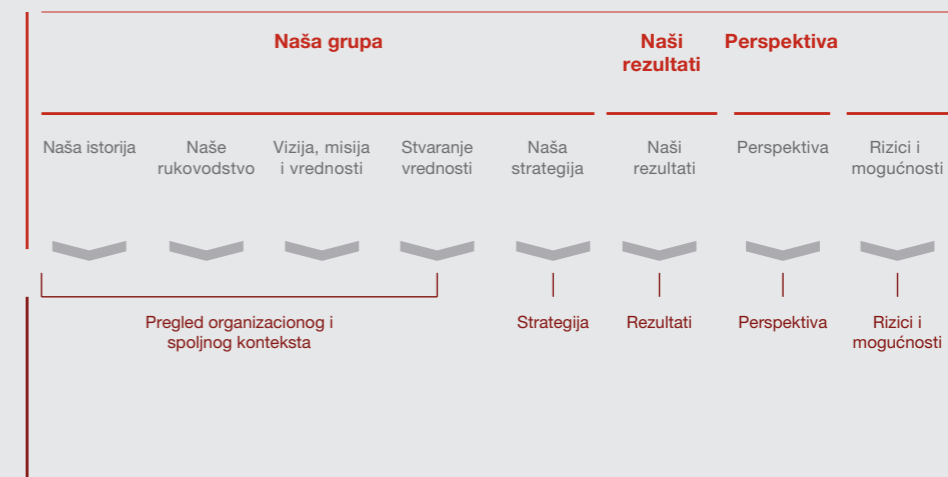 Naša grupa
Naši
rezultati
Perspektiva
Naša istorija
Naše
rukovodstvo
Vizija, misija
i vrednosti
Stvaranje
vrednosti
Naša
strategija
Naši
rezultati
Perspektiva
Rizici i
mogućnosti
Pregled organizacionog i
spoljnog konteksta
Strategija
Rezultati
Perspektiva
Rizici i
mogućnosti